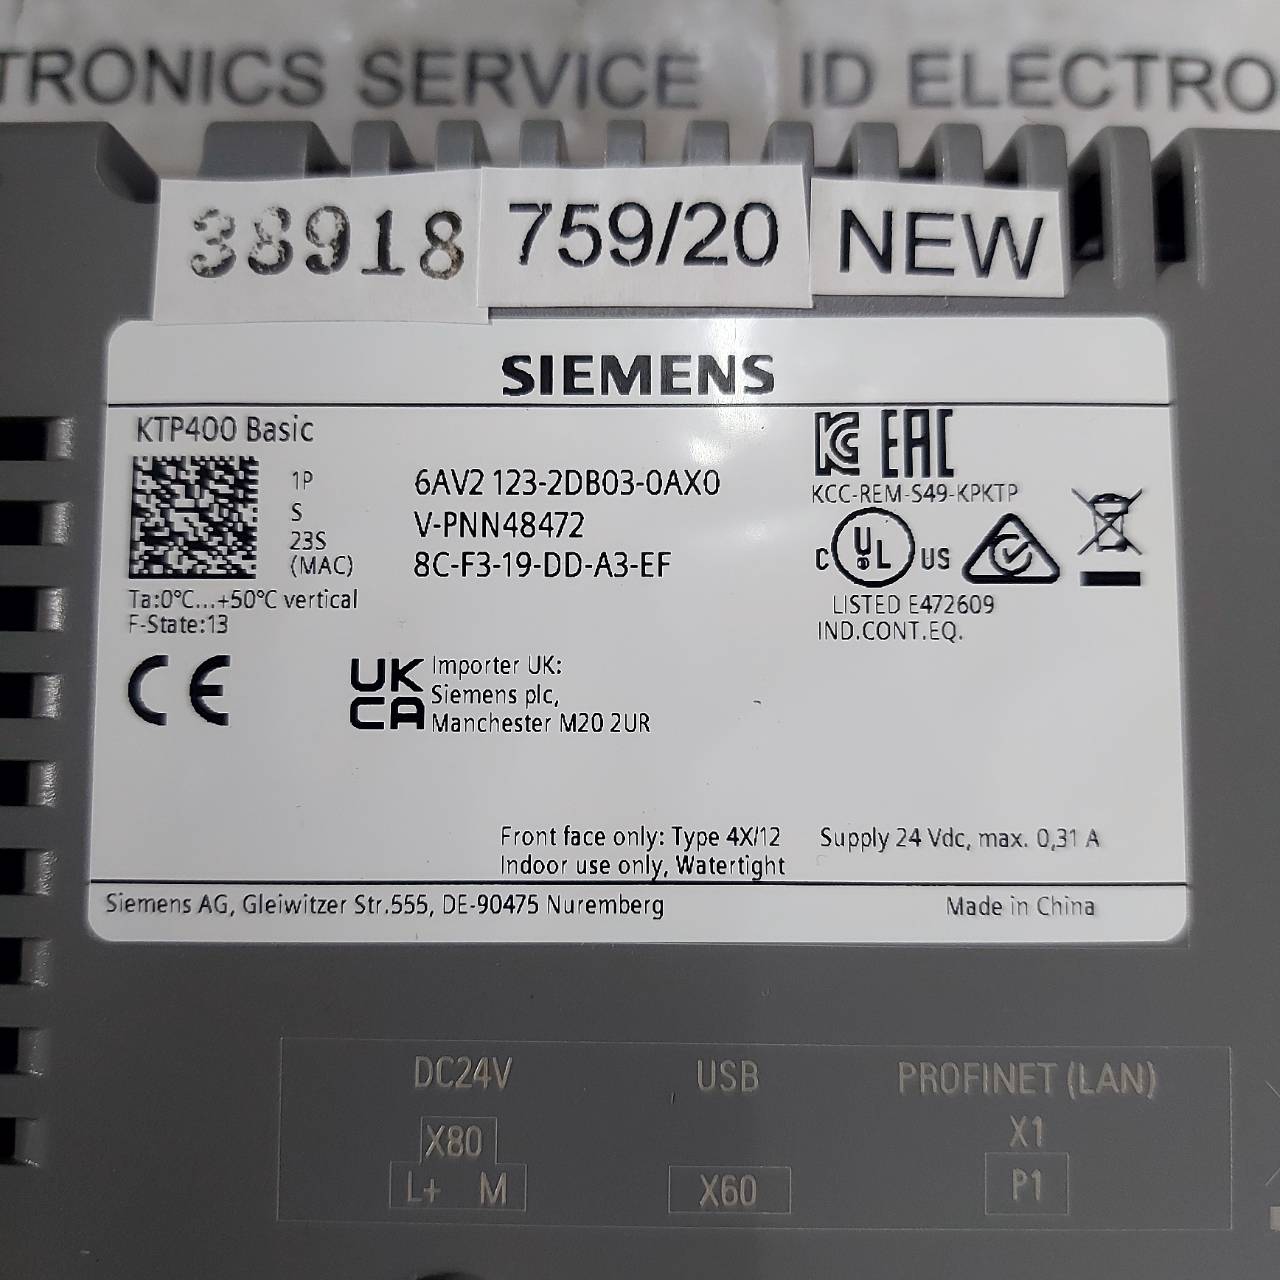 TRONICS SERVICE ID ELECTRO
38918 759/20 NEW
SIEMENS
KTP400 Basic
1P 6AV2 123-2DB03-0AX0
S V-PNN48472
23S
(MAC) 8C-F3-19-DD-A3-EF
Ta:0°C...+50°C vertical
F-State:13
KC EAC
KCC-REM-S49-KPKTP
C UL US
LISTED E472609
IND.CONT.EQ.
CE
UK
CA
Importer UK:
Siemens plc,
Manchester M20 2UR
Front face only: Type 4X/12
Indoor use only, Watertight
Supply 24 Vdc, max. 0,31 A
Siemens AG, Gleiwitzer Str.555, DE-90475 Nuremberg
Made in China
DC24V USB PROFINET (LAN)
X80 X1
L+ M X60 P1